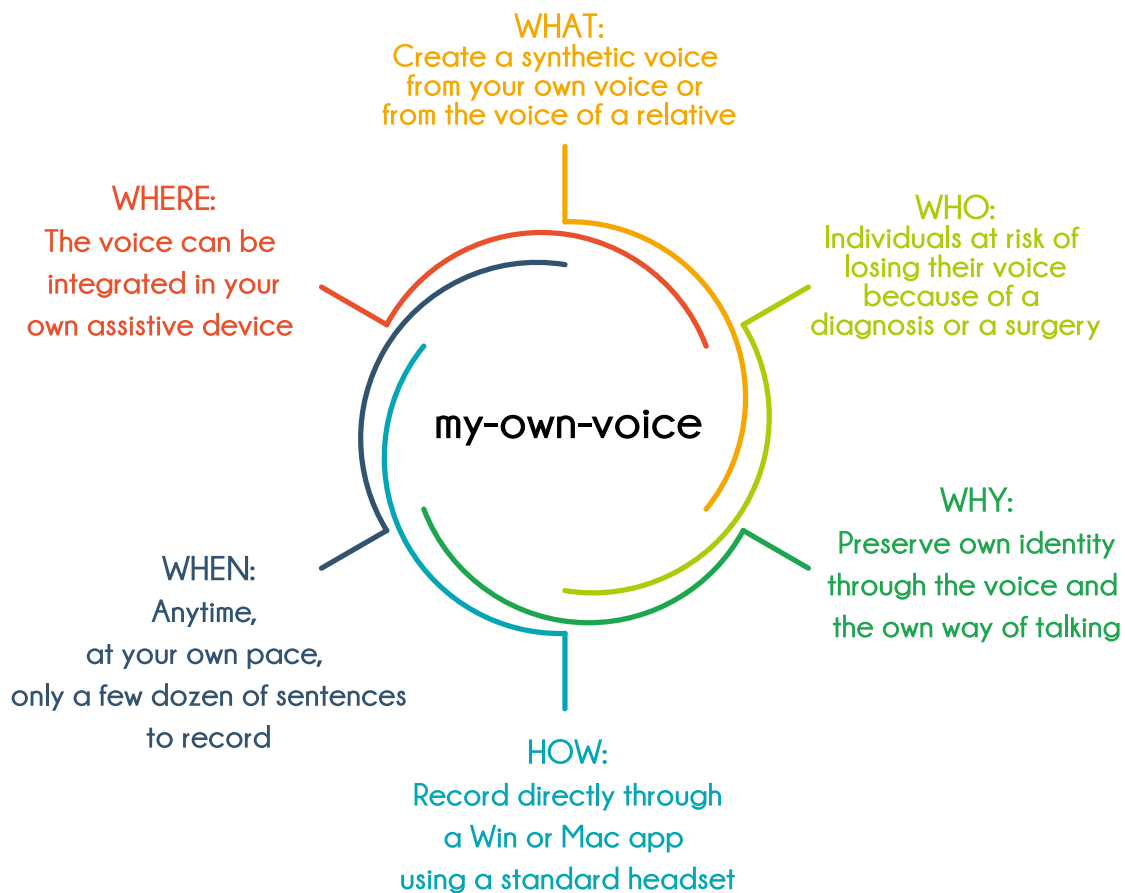 WHAT:
Create a synthetic voice
from your own voice or
from the voice of a relative
WHO:
Individuals at risk of
losing their voice
because of a
diagnosis or a surgery
WHY:
Preserve own identity
through the voice and
the own way of talking
HOW:
Record directly through
a Win or Mac app
using a standard headset
WHEN:
Anytime,
at your own pace,
only a few dozen of sentences
to record
WHERE:
The voice can be
integrated in your
own assistive device
my-own-voice